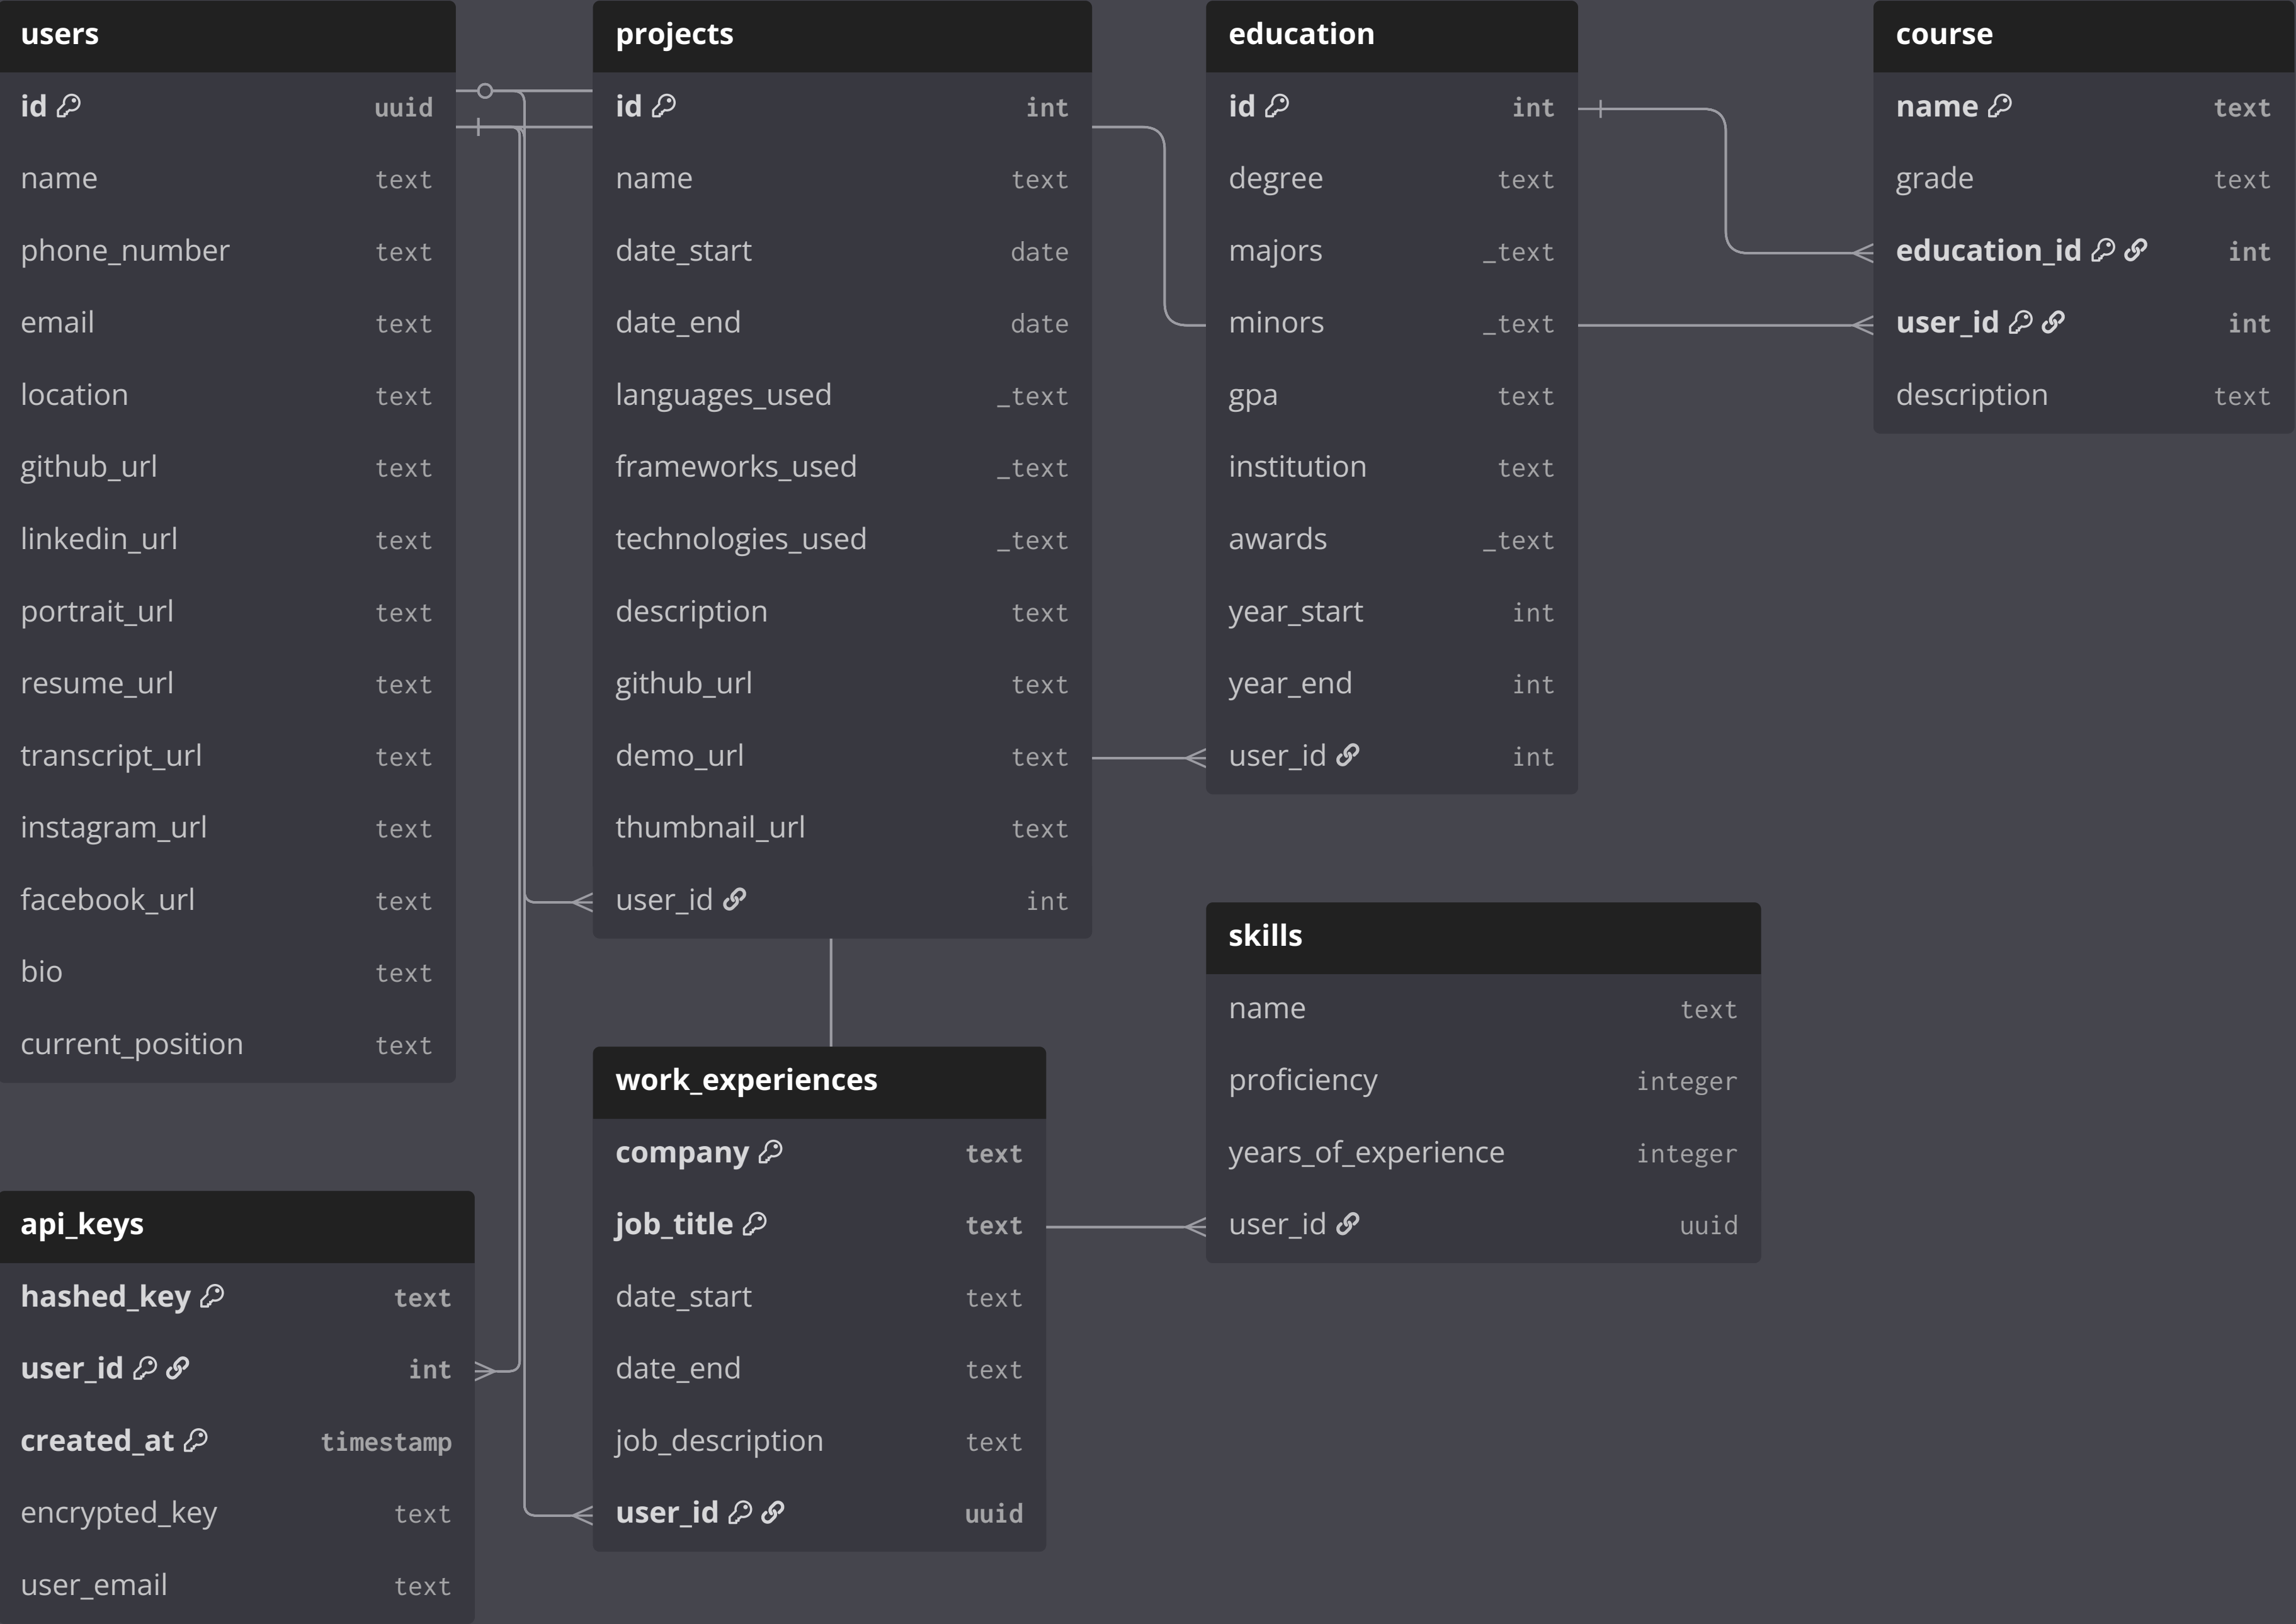 users
id uuid
name text
phone_number text
email text
location text
github_url text
linkedin_url text
portrait_url text
resume_url text
transcript_url text
instagram_url text
facebook_url text
bio text
current_position text
projects
id int
name text
date_start date
date_end date
languages_used _text
frameworks_used _text
technologies_used _text
description text
github_url text
demo_url text
thumbnail_url text
user_id int
education
id int
degree text
majors _text
minors _text
gpa text
institution text
awards _text
year_start int
year_end int
user_id int
course
name text
grade text
education_id int
user_id int
description text
skills
name text
proficiency integer
years_of_experience integer
user_id uuid
work_experiences
company text
job_title text
date_start text
date_end text
job_description text
user_id uuid
api_keys
hashed_key text
user_id int
created_at timestamp
encrypted_key text
user_email text